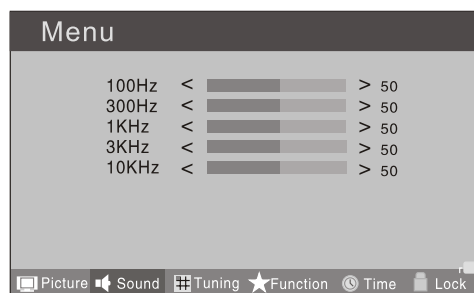 Menu
100Hz < > 50
300Hz < > 50
1KHz < > 50
3KHz < > 50
10KHz < > 50
Picture Sound Tuning Function Time Lock